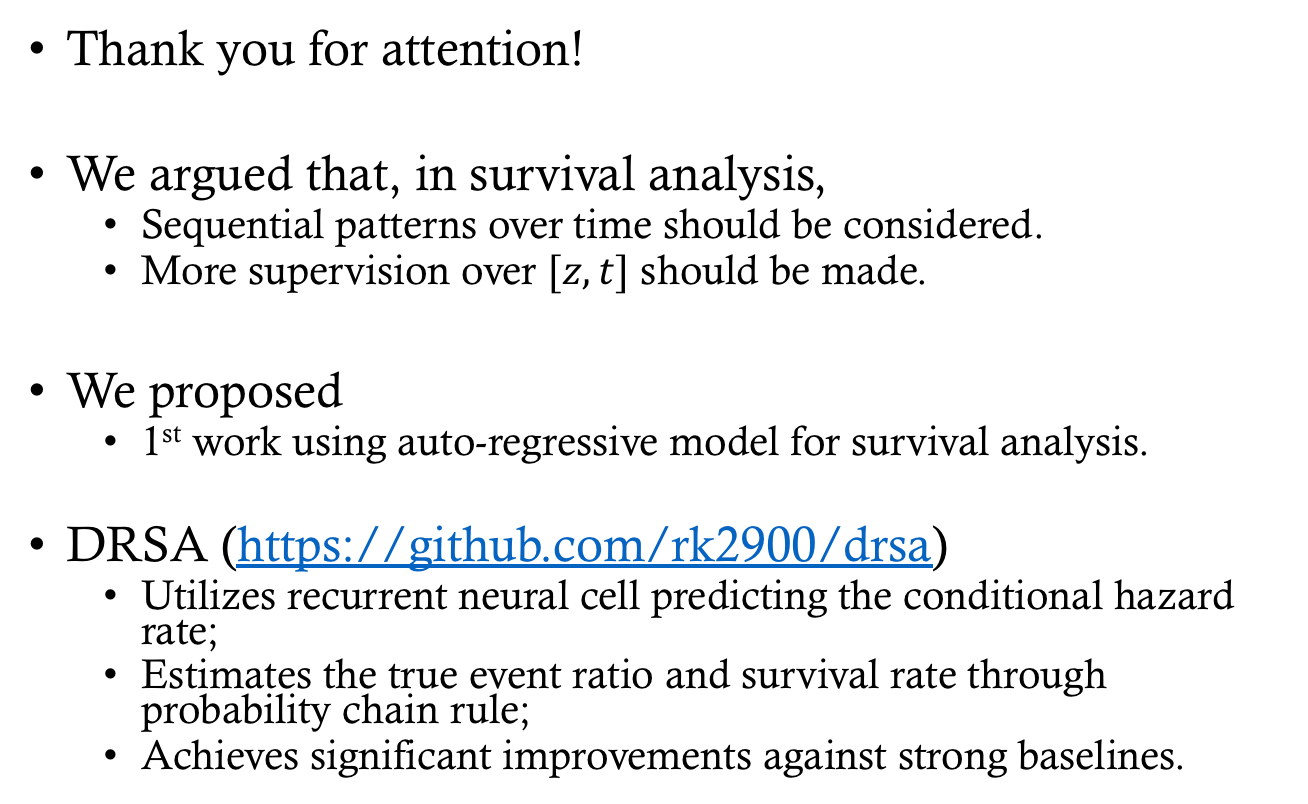 • Thank you for attention!
• We argued that, in survival analysis,
• Sequential patterns over time should be considered.
• More supervision over [z, t] should be made.
• We proposed
• 1st work using auto-regressive model for survival analysis.
• DRSA (https://github.com/rk2900/drsa)
• Utilizes recurrent neural cell predicting the conditional hazard
rate;
• Estimates the true event ratio and survival rate through
probability chain rule;
• Achieves significant improvements against strong baselines.